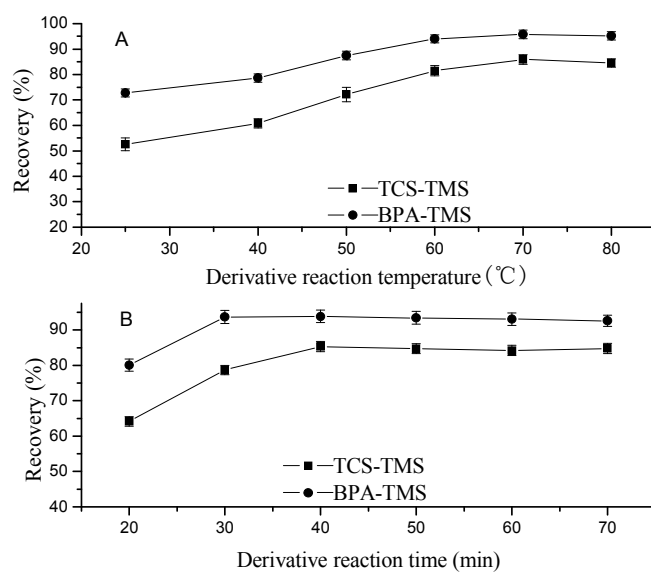 100
A
90
80
70
60
50
40
30
20
Recovery (%)
TCS-TMS
BPA-TMS
20 30 40 50 60 70 80
Derivative reaction temperature (℃)
B
90
80
70
60
50
40
Recovery (%)
TCS-TMS
BPA-TMS
20 30 40 50 60 70
Derivative reaction time (min)